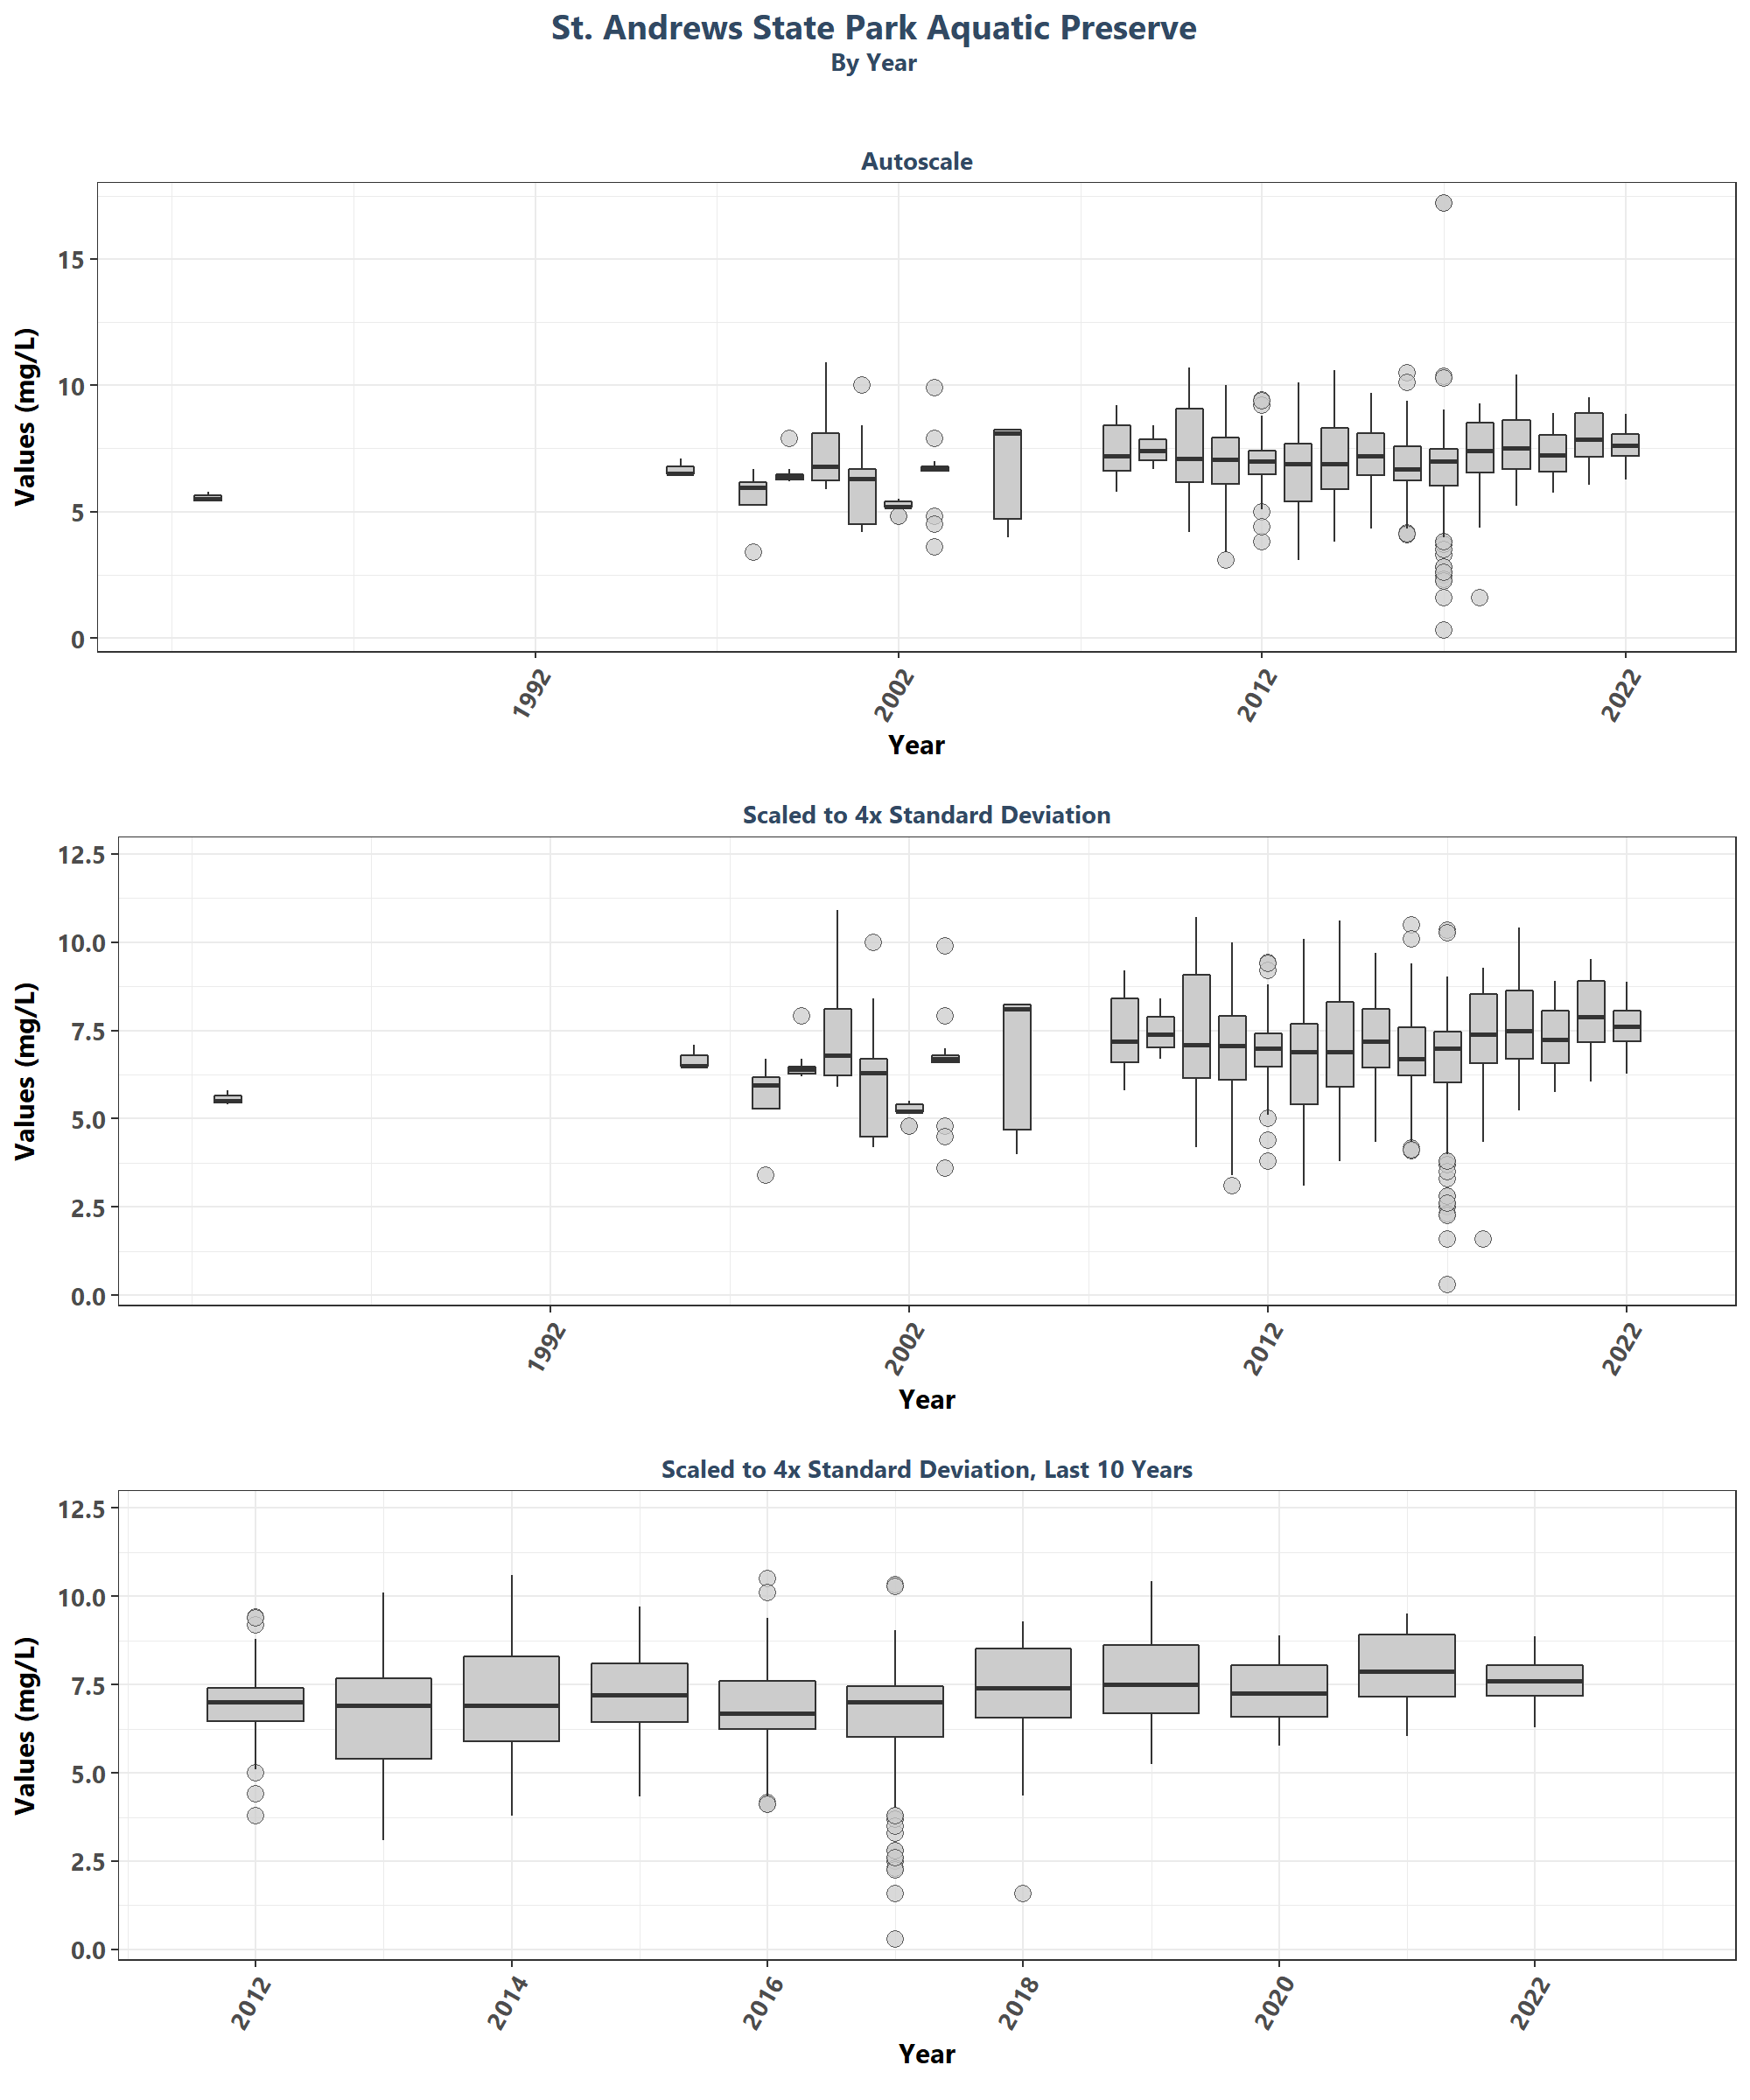 St. Andrews State Park Aquatic Preserve
By Year
Autoscale
Values (mg/L)
15
10
5
0
1992
2002
2012
2022
Year
Scaled to 4x Standard Deviation
Values (mg/L)
12.5
10.0
7.5
5.0
2.5
0.0
1992
2002
2012
2022
Year
Scaled to 4x Standard Deviation, Last 10 Years
Values (mg/L)
12.5
10.0
7.5
5.0
2.5
0.0
2012
2014
2016
2018
2020
2022
Year